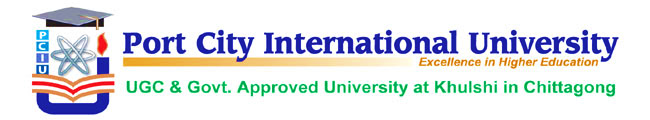 PCIU
Port City International University
Excellence in Higher Education
UGC & Govt. Approved University at Khulshi in Chittagong